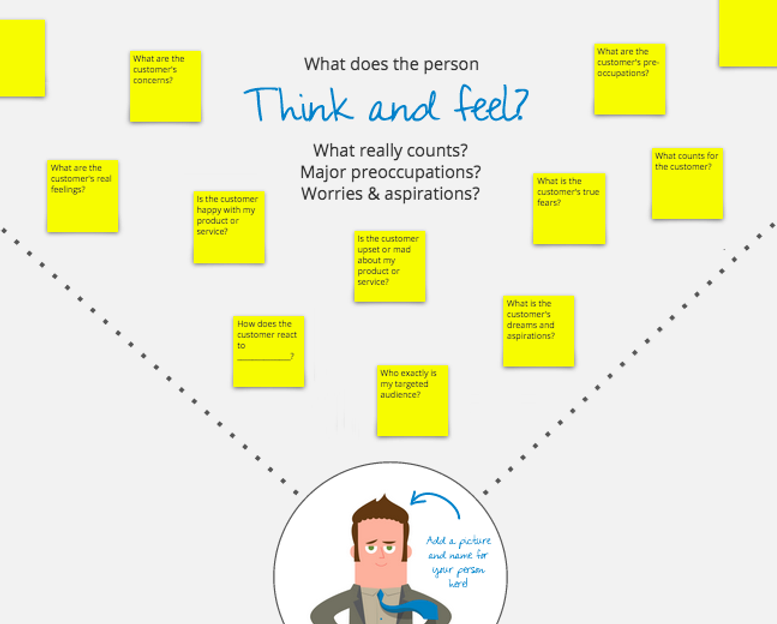 What does the person
Think and feel?
What really counts?
Major preoccupations?
Worries & aspirations?
What are the
customer's
concerns?
What are the
customer's pre-
occupations?
What are the
customer's real
feelings?
Is the customer
happy with my
product or
service?
Is the customer
upset or mad
about my
product or
service?
What is the
customer's true
fears?
What counts for
the customer?
How does the
customer react
to
______________?
What is the
customer's
dreams and
aspirations?
Who exactly is
my targeted
audience?
Add a picture
and name for
your person
here!